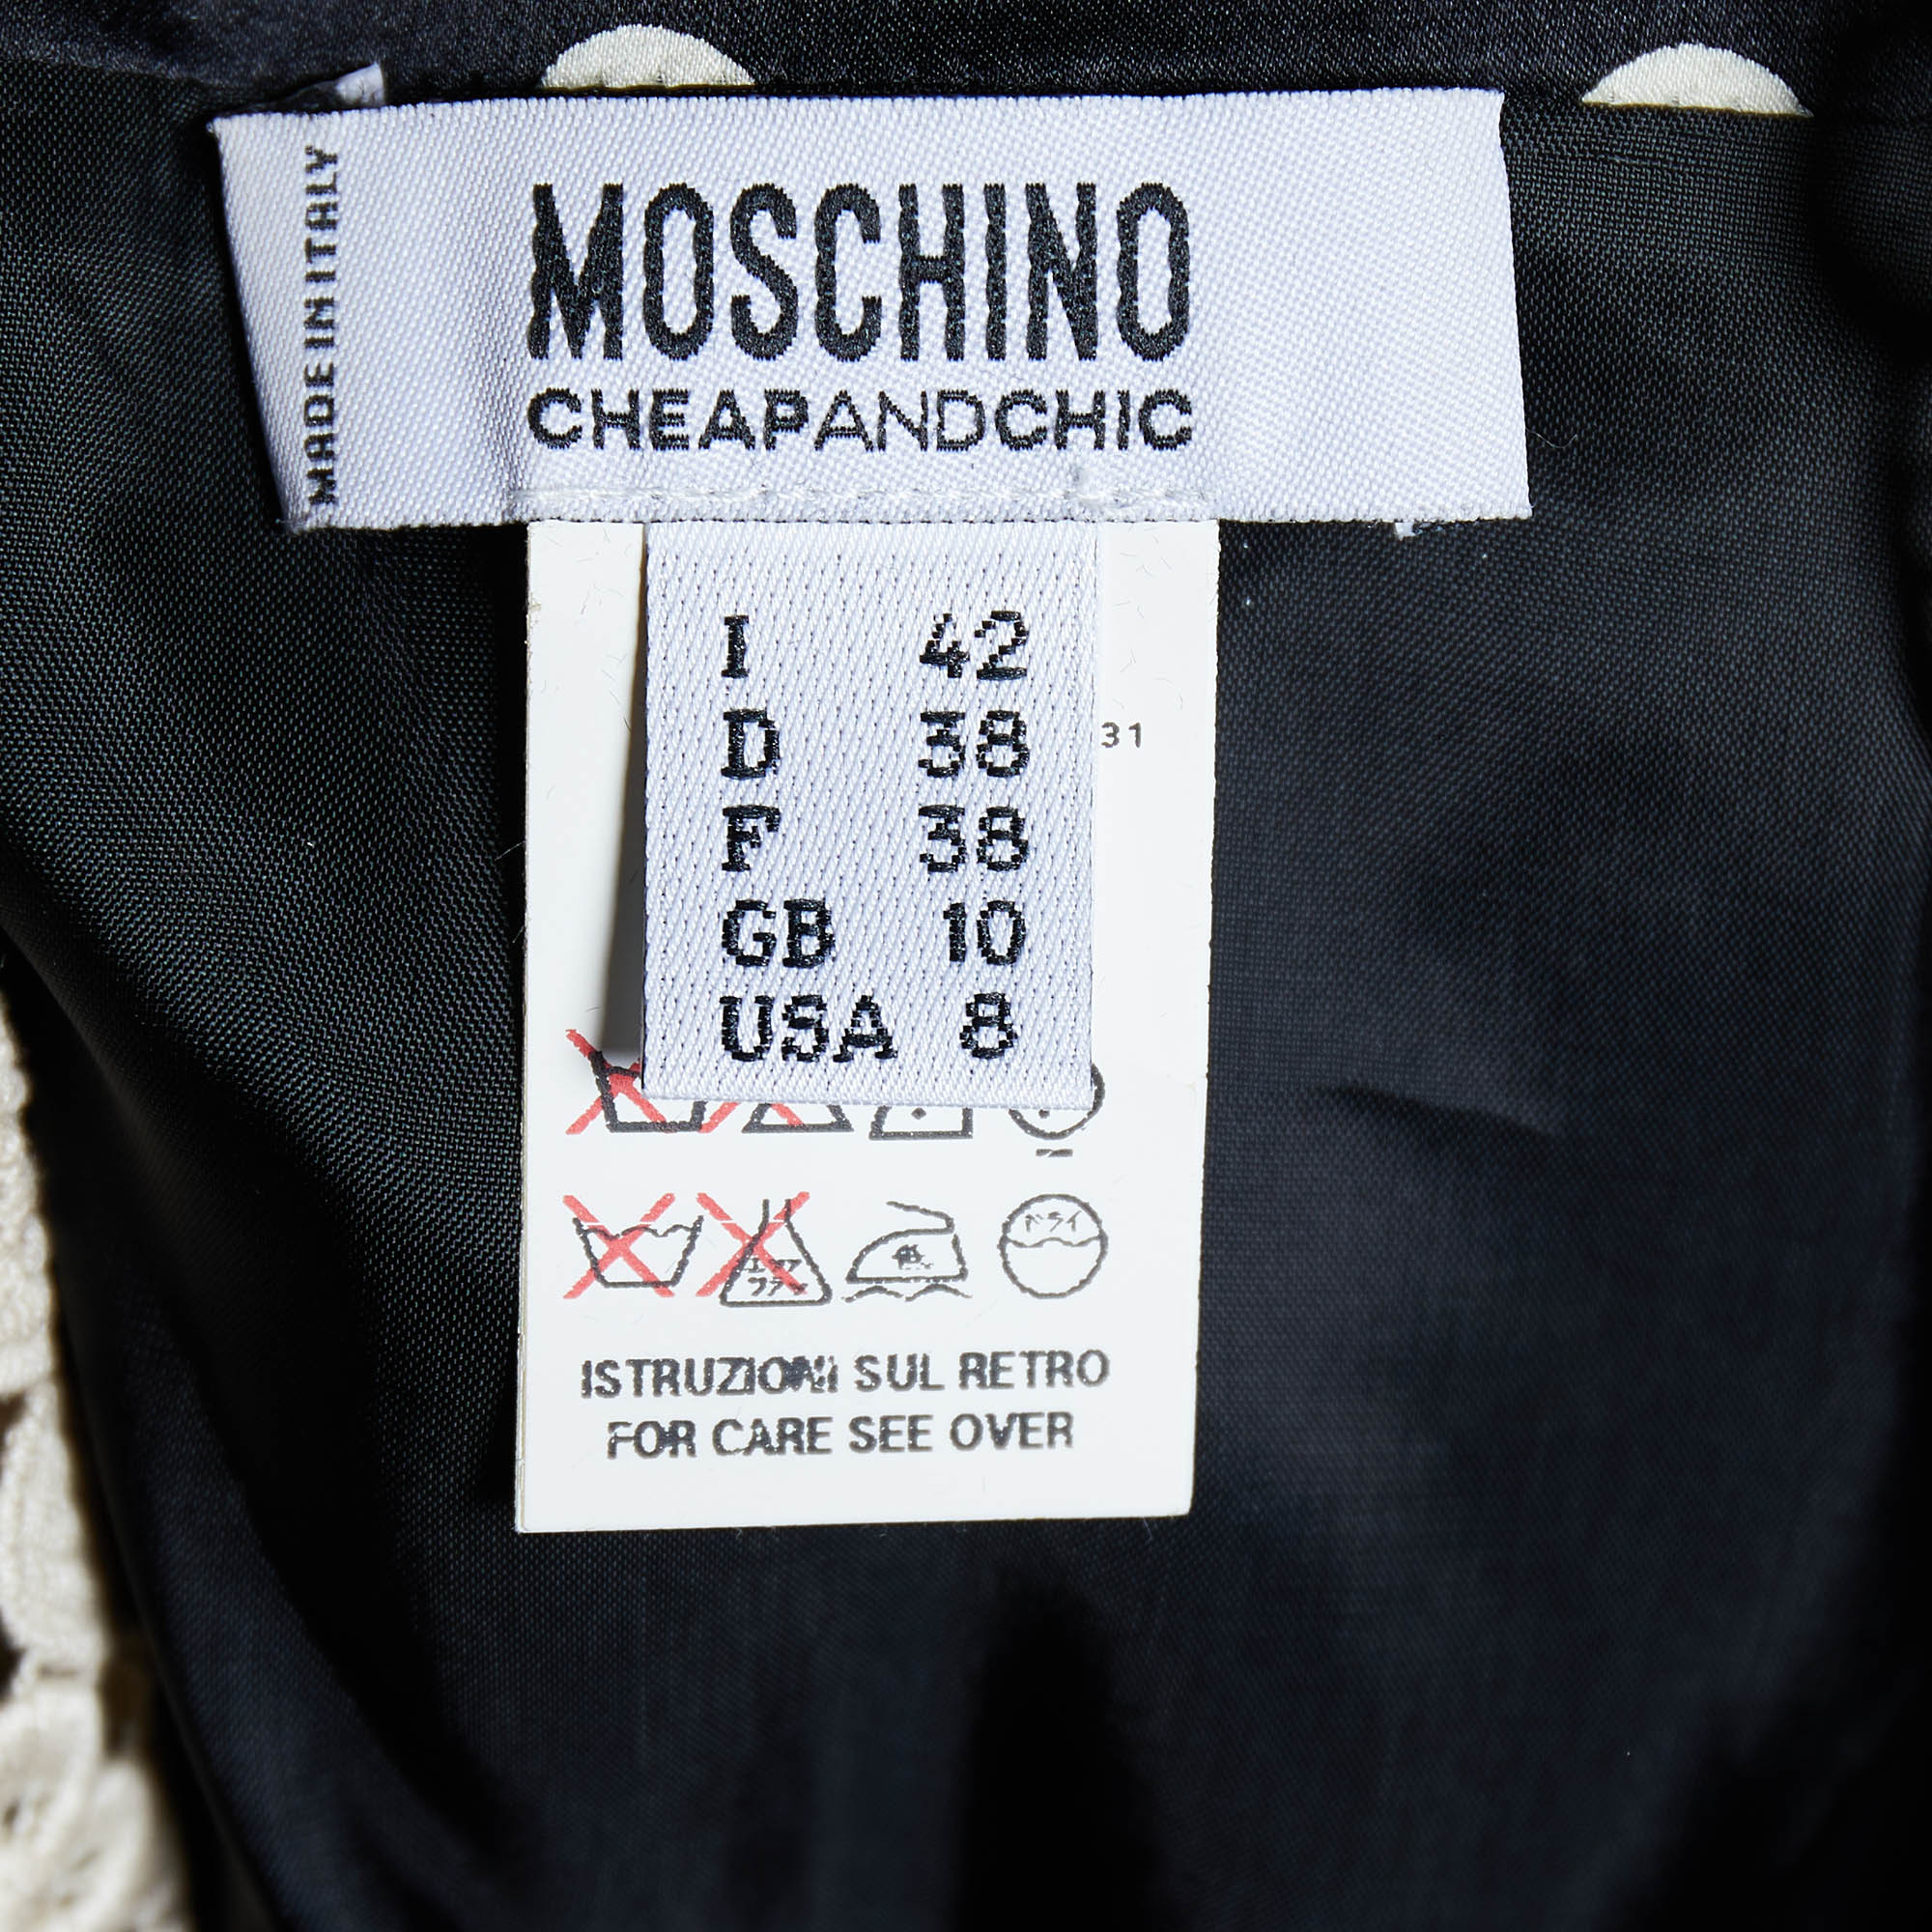 MADE IN ITALY
MOSCHINO
CHEAPANDCHIC
I 42
D 38
F 38
GB 10
USA 8
31
ドライ
低
ISTRUZIONI SUL RETRO
FOR CARE SEE OVER